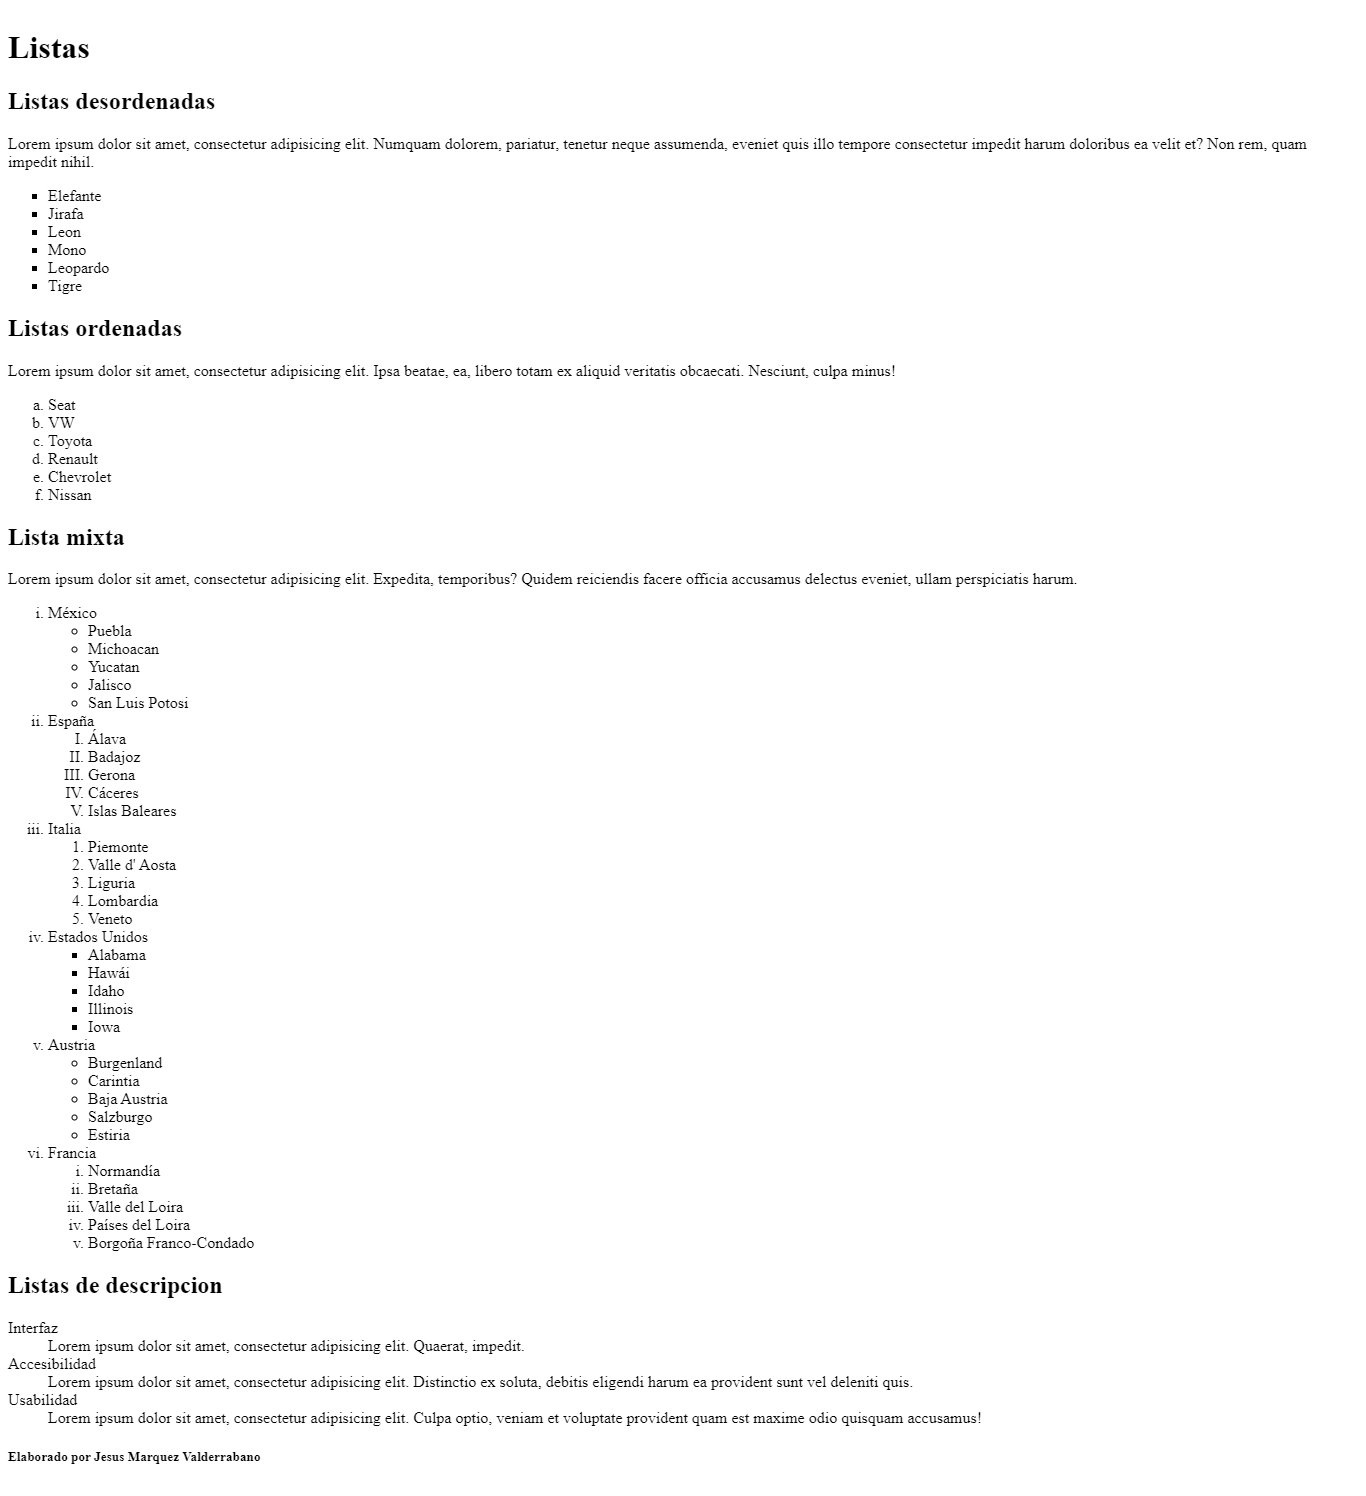 Listas
Listas desordenadas
Lorem ipsum dolor sit amet, consectetur adipisicing elit. Numquam dolorem, pariatur, tenetur neque assumenda, eveniet quis illo tempore consectetur impedit harum doloribus ea velit et? Non rem, quam
impedit nihil.
▪ Elefante
▪ Jirafa
▪ Leon
▪ Mono
▪ Leopardo
▪ Tigre
Listas ordenadas
Lorem ipsum dolor sit amet, consectetur adipisicing elit. Ipsa beatae, ea, libero totam ex aliquid veritatis obcaecati. Nesciunt, culpa minus!
a. Seat
b. VW
c. Toyota
d. Renault
e. Chevrolet
f. Nissan
Lista mixta
Lorem ipsum dolor sit amet, consectetur adipisicing elit. Expedita, temporibus? Quidem reiciendis facere officia accusamus delectus eveniet, ullam perspiciatis harum.
i. México
◦ Puebla
◦ Michoacan
◦ Yucatan
◦ Jalisco
◦ San Luis Potosi
ii. España
I. Álava
II. Badajoz
III. Gerona
IV. Cáceres
V. Islas Baleares
iii. Italia
1. Piemonte
2. Valle d' Aosta
3. Liguria
4. Lombardia
5. Veneto
iv. Estados Unidos
▪ Alabama
▪ Hawái
▪ Idaho
▪ Illinois
▪ Iowa
v. Austria
◦ Burgenland
◦ Carintia
◦ Baja Austria
◦ Salzburgo
◦ Estiria
vi. Francia
i. Normandía
ii. Bretaña
iii. Valle del Loira
iv. Países del Loira
v. Borgoña Franco-Condado
Listas de descripcion
Interfaz
Lorem ipsum dolor sit amet, consectetur adipisicing elit. Quaerat, impedit.
Accesibilidad
Lorem ipsum dolor sit amet, consectetur adipisicing elit. Distinctio ex soluta, debitis eligendi harum ea provident sunt vel deleniti quis.
Usabilidad
Lorem ipsum dolor sit amet, consectetur adipisicing elit. Culpa optio, veniam et voluptate provident quam est maxime odio quisquam accusamus!
Elaborado por Jesus Marquez Valderrabano